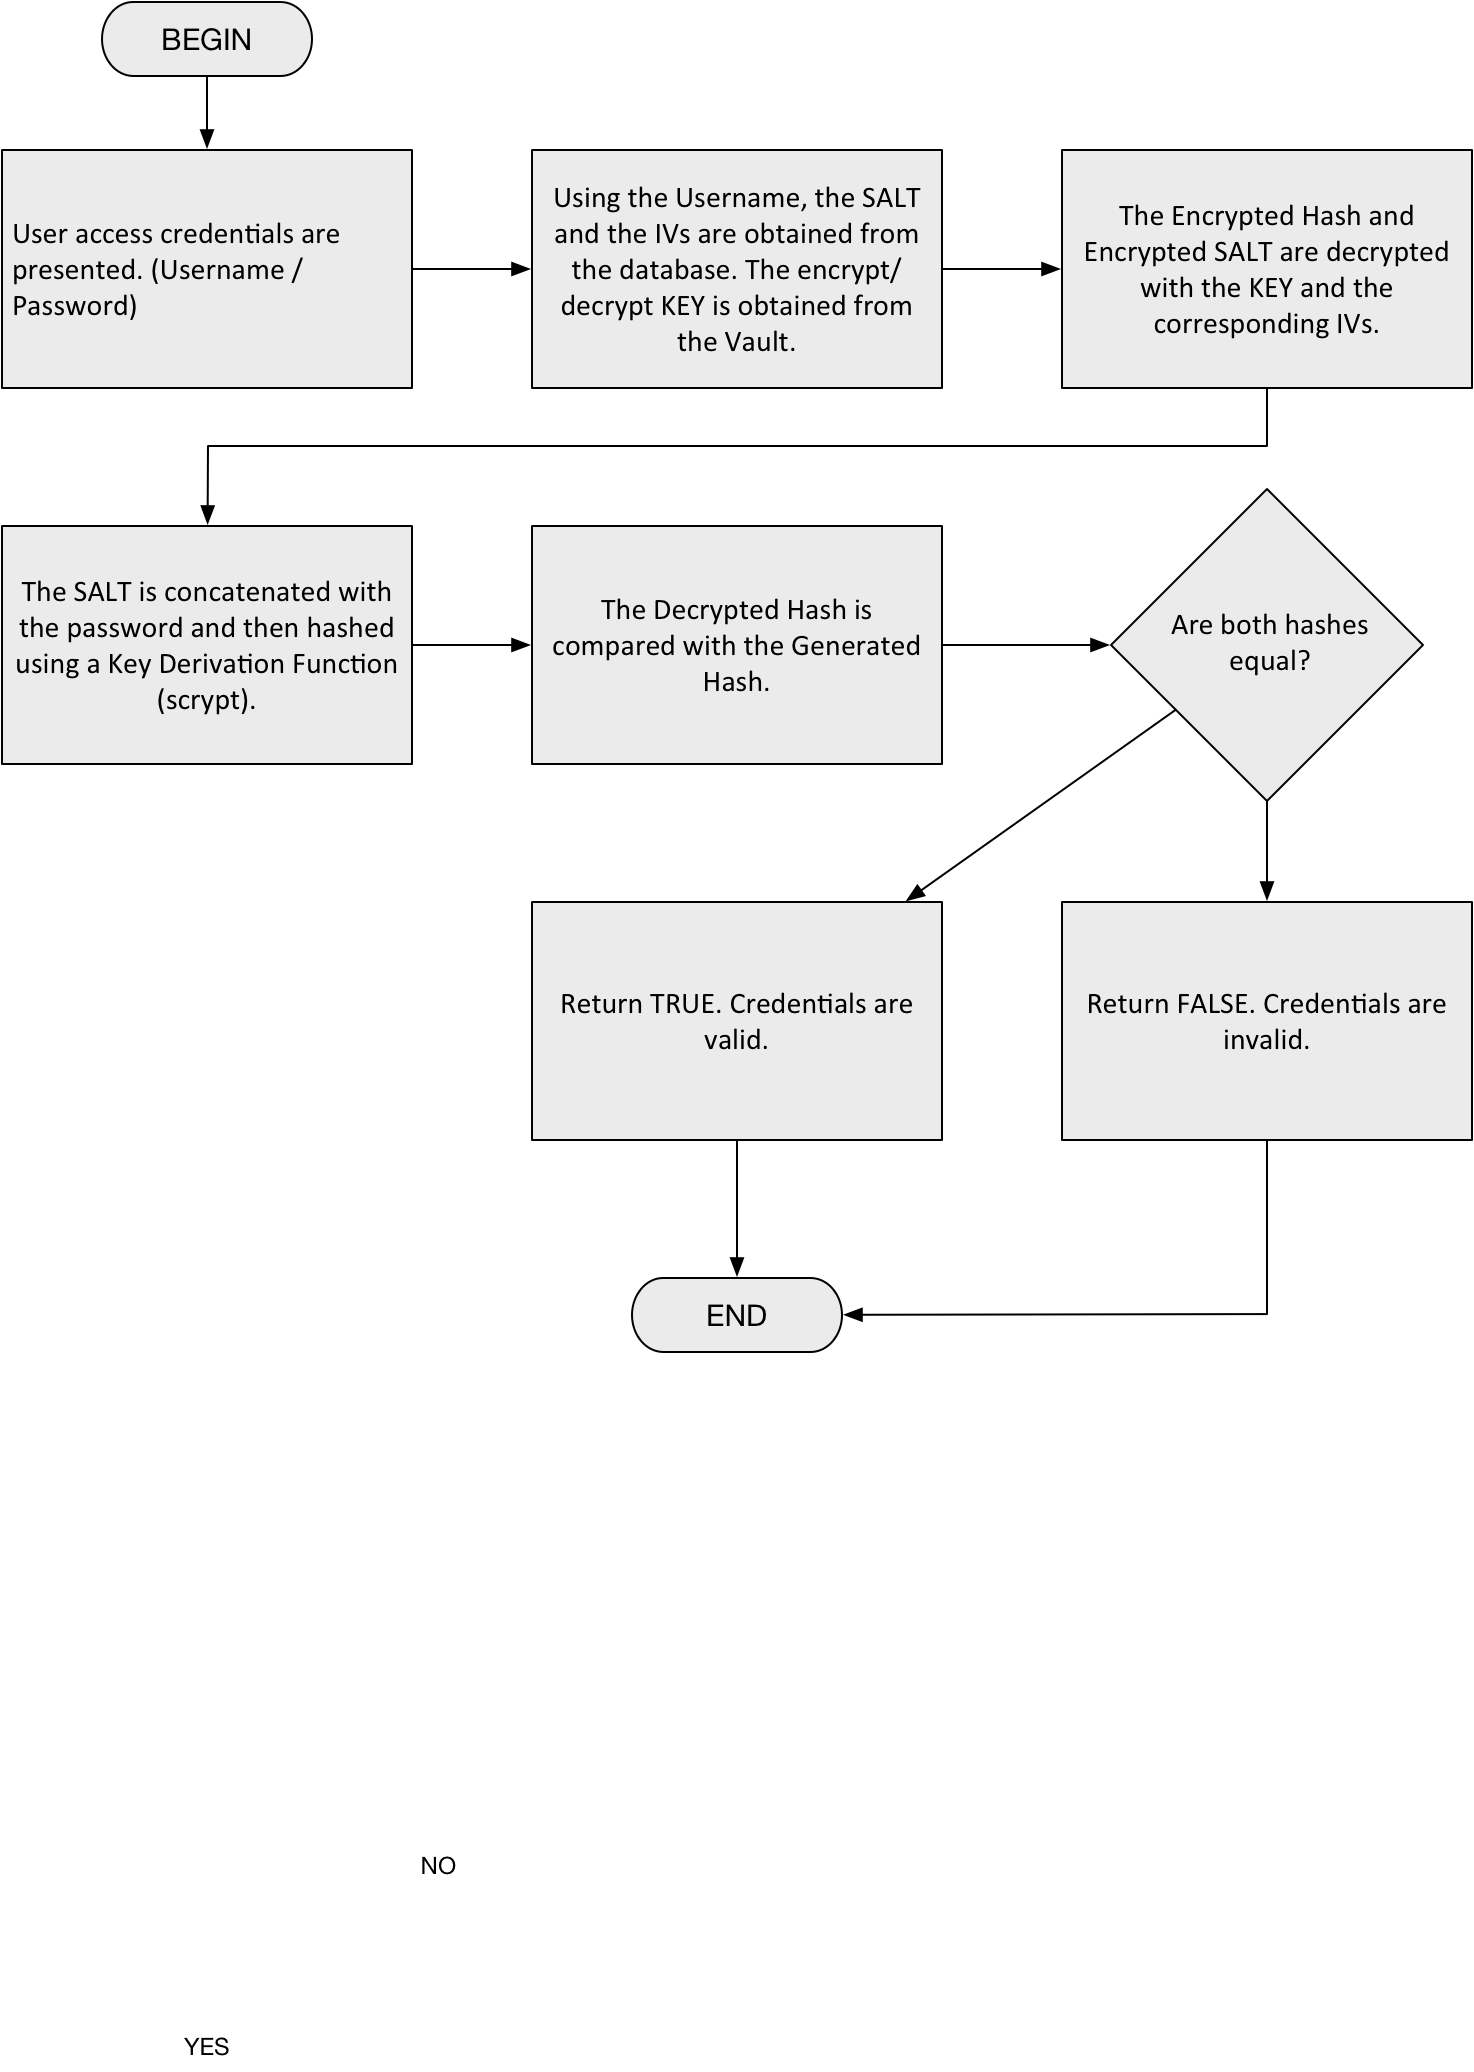 BEGIN
User access credentials are
presented. (Username /
Password)
Using the Username, the SALT
and the IVs are obtained from
the database. The encrypt/
decrypt KEY is obtained from
the Vault.
The Encrypted Hash and
Encrypted SALT are decrypted
with the KEY and the
corresponding IVs.
The SALT is concatenated with
the password and then hashed
using a Key Derivation Function
(scrypt).
The Decrypted Hash is
compared with the Generated
Hash.
Are both hashes
equal?
Return TRUE. Credentials are
valid.
Return FALSE. Credentials are
invalid.
END
NO
YES